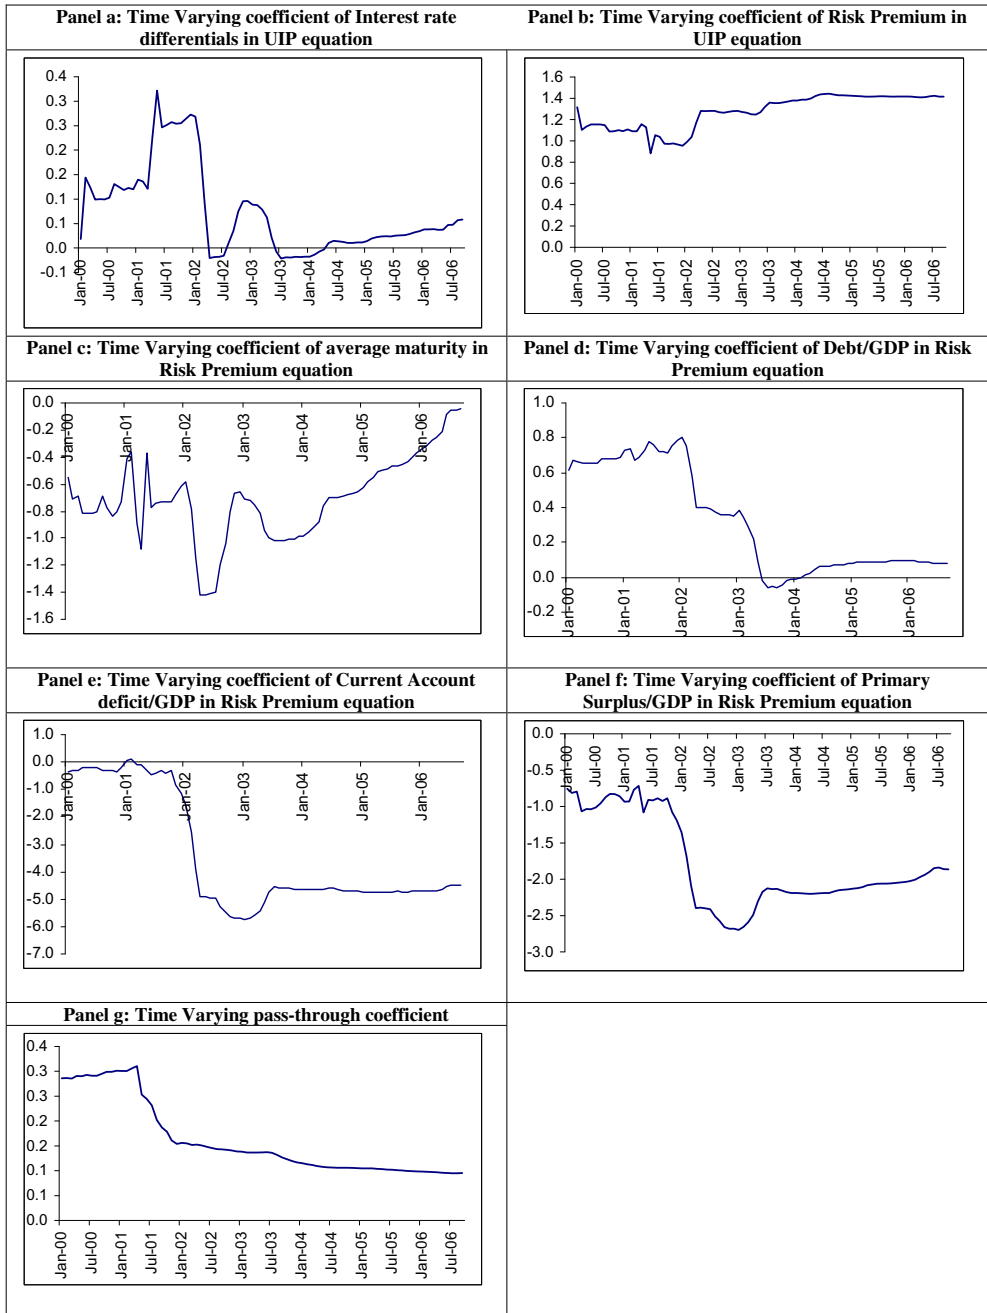 Panel a: Time Varying coefficient of Interest rate
differentials in UIP equation
0.4
0.3
0.3
0.2
0.2
0.1
0.1
0.0
-0.1
Jan-00
Jul-00
Jan-01
Jul-01
Jan-02
Jul-02
Jan-03
Jul-03
Jan-04
Jul-04
Jan-05
Jul-05
Jan-06
Jul-06
Panel b: Time Varying coefficient of Risk Premium in
UIP equation
1.6
1.4
1.2
1.0
0.8
0.6
0.4
0.2
0.0
Jan-00
Jul-00
Jan-01
Jul-01
Jan-02
Jul-02
Jan-03
Jul-03
Jan-04
Jul-04
Jan-05
Jul-05
Jan-06
Jul-06
Panel c: Time Varying coefficient of average maturity in
Risk Premium equation
0.0
-0.2
-0.4
-0.6
-0.8
-1.0
-1.2
-1.4
-1.6
Jan-00
Jan-01
Jan-02
Jan-03
Jan-04
Jan-05
Jan-06
Panel d: Time Varying coefficient of Debt/GDP in Risk
Premium equation
1.0
0.8
0.6
0.4
0.2
0.0
-0.2
Jan-00
Jan-01
Jan-02
Jan-03
Jan-04
Jan-05
Jan-06
Panel e: Time Varying coefficient of Current Account
deficit/GDP in Risk Premium equation
1.0
0.0
-1.0
-2.0
-3.0
-4.0
-5.0
-6.0
-7.0
Jan-00
Jan-01
Jan-02
Jan-03
Jan-04
Jan-05
Jan-06
Panel f: Time Varying coefficient of Primary
Surplus/GDP in Risk Premium equation
0.0
-0.5
-1.0
-1.5
-2.0
-2.5
-3.0
Jan-00
Jul-00
Jan-01
Jul-01
Jan-02
Jul-02
Jan-03
Jul-03
Jan-04
Jul-04
Jan-05
Jul-05
Jan-06
Jul-06
Panel g: Time Varying pass-through coefficient
0.4
0.3
0.3
0.2
0.2
0.1
0.1
0.0
Jan-00
Jul-00
Jan-01
Jul-01
Jan-02
Jul-02
Jan-03
Jul-03
Jan-04
Jul-04
Jan-05
Jul-05
Jan-06
Jul-06